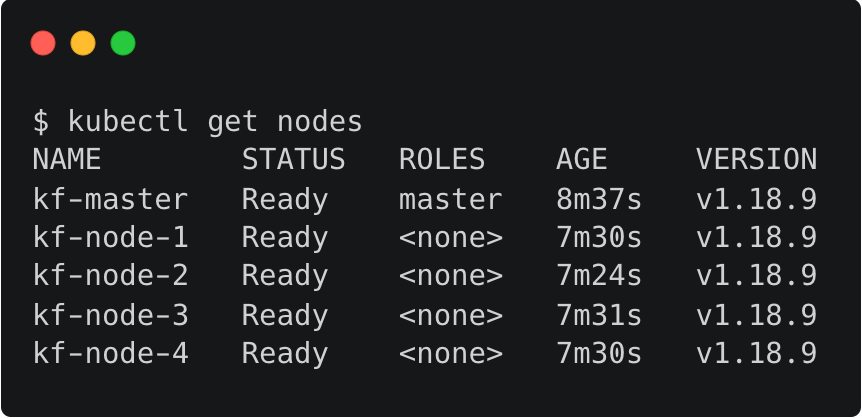 $ kubectl get nodes
NAME        STATUS   ROLES    AGE     VERSION
kf-master   Ready    master   8m37s   v1.18.9
kf-node-1   Ready    <none>   7m30s   v1.18.9
kf-node-2   Ready    <none>   7m24s   v1.18.9
kf-node-3   Ready    <none>   7m31s   v1.18.9
kf-node-4   Ready    <none>   7m30s   v1.18.9